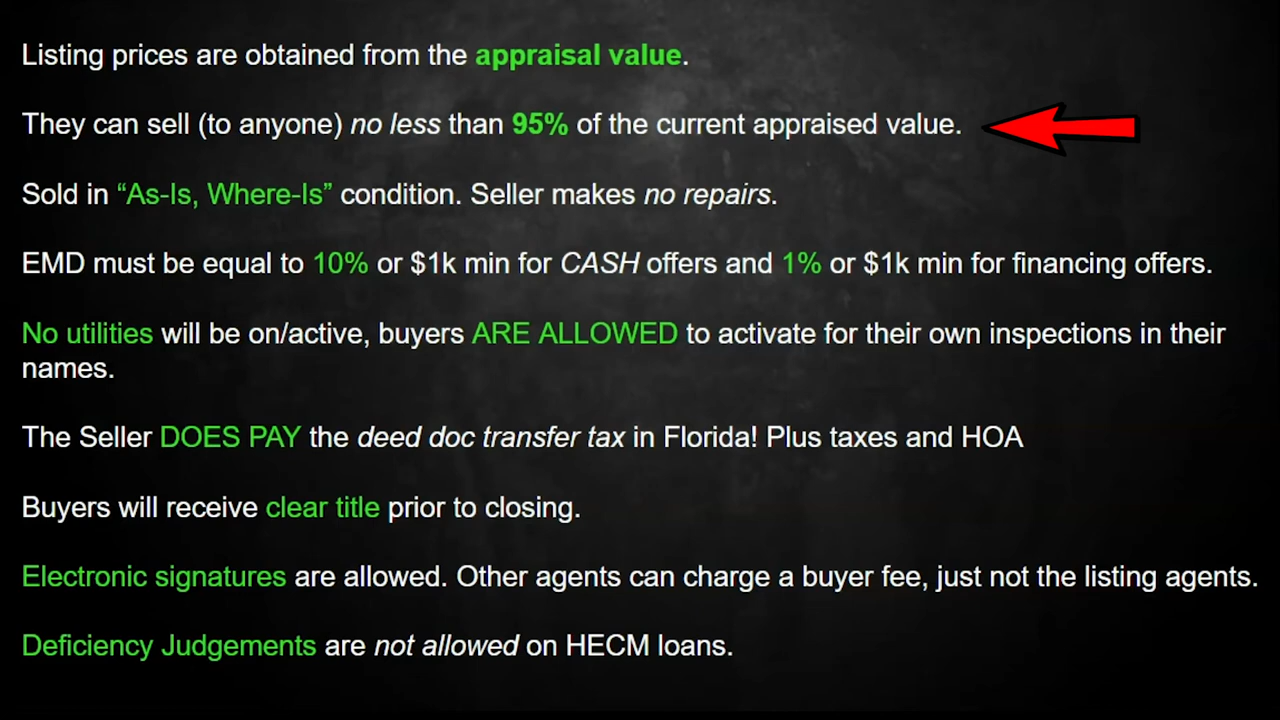 Listing prices are obtained from the appraisal value.
They can sell (to anyone) no less than 95% of the current appraised value.
Sold in “As-Is, Where-Is” condition. Seller makes no repairs.
EMD must be equal to 10% or $1k min for CASH offers and 1% or $1k min for financing offers.
No utilities will be on/active, buyers ARE ALLOWED to activate for their own inspections in their
names.
The Seller DOES PAY the deed doc transfer tax in Florida! Plus taxes and HOA
Buyers will receive clear title prior to closing.
Electronic signatures are allowed. Other agents can charge a buyer fee, just not the listing agents.
Deficiency Judgements are not allowed on HECM loans.